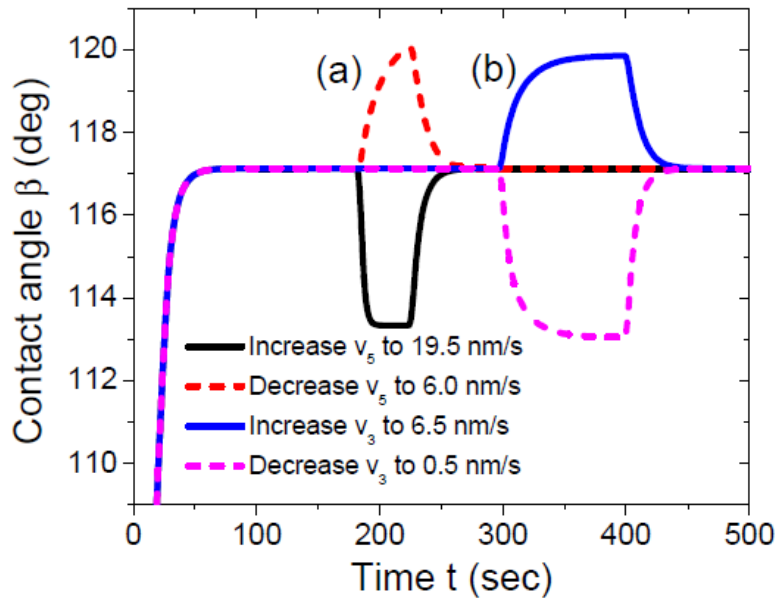 120
(a)
(b)
118
116
114
112
110
Contact angle β (deg)
Increase v5 to 19.5 nm/s
Decrease v5 to 6.0 nm/s
Increase v3 to 6.5 nm/s
Decrease v3 to 0.5 nm/s
0 100 200 300 400 500
Time t (sec)